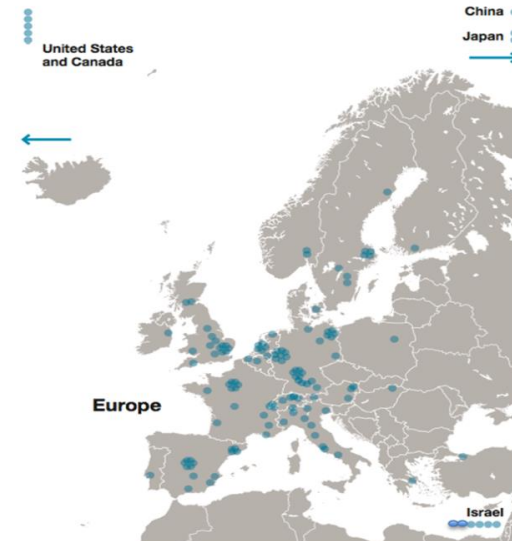 China
United States
and Canada
Japan
Europe
Israel